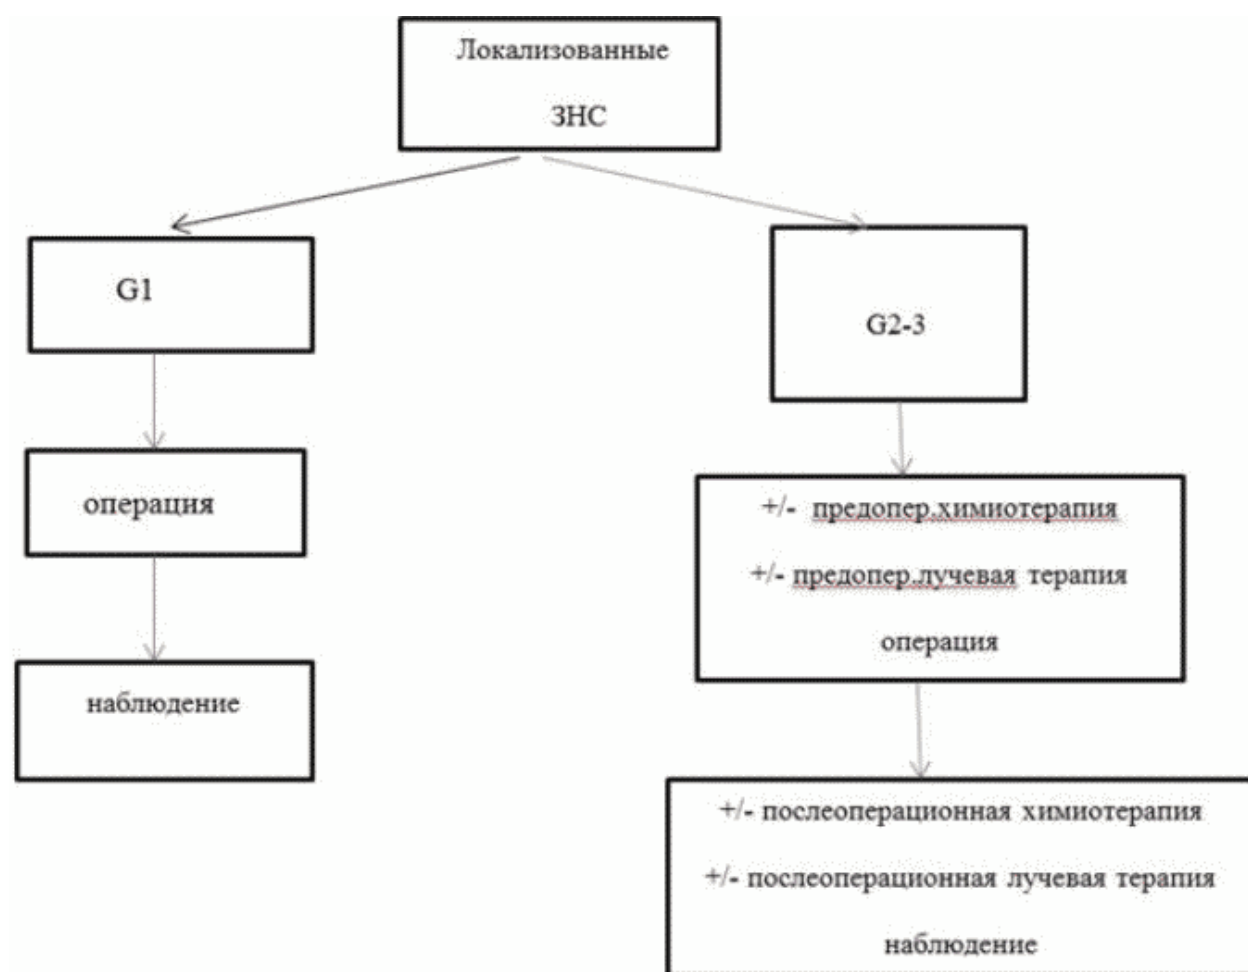 Локализованные
ЗНС
G1
G2-3
операция
наблюдение
+/- предопер.химиотерапия
+/- предопер.лучевая терапия
операция
+/- послеоперационная химиотерапия
+/- послеоперационная лучевая терапия
наблюдение